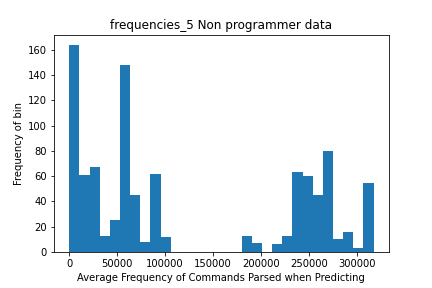 frequencies_5 Non programmer data
Frequency of bin
160
140
120
100
80
60
40
20
0
0 50000 100000 150000 200000 250000 300000
Average Frequency of Commands Parsed when Predicting